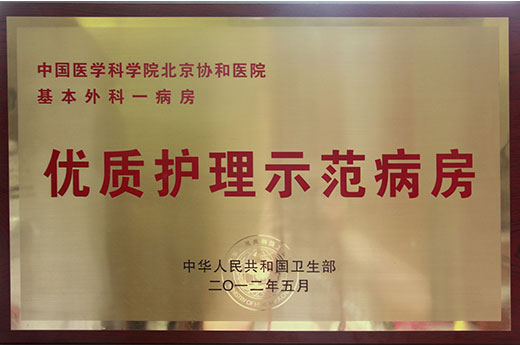 中国医学科学院北京协和医院
基本外科一病房
优质护理示范病房
中华人民共和国卫生部
二〇一二年五月